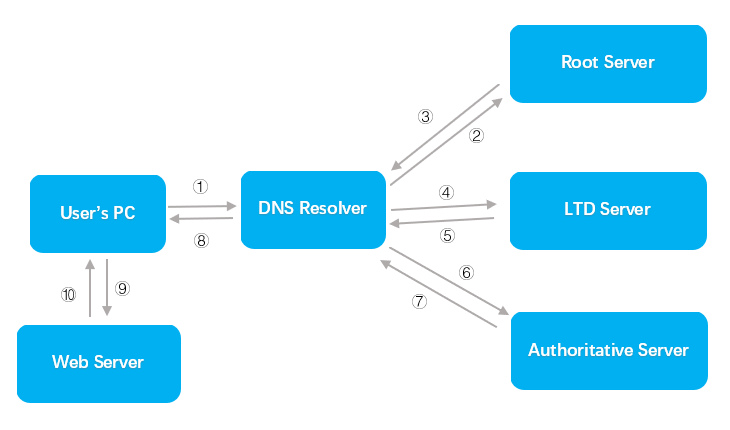 Root Server
③
②
①
④
User's PC
DNS Resolver
LTD Server
⑧
⑤
⑥
⑩
⑨
⑦
Web Server
Authoritative Server